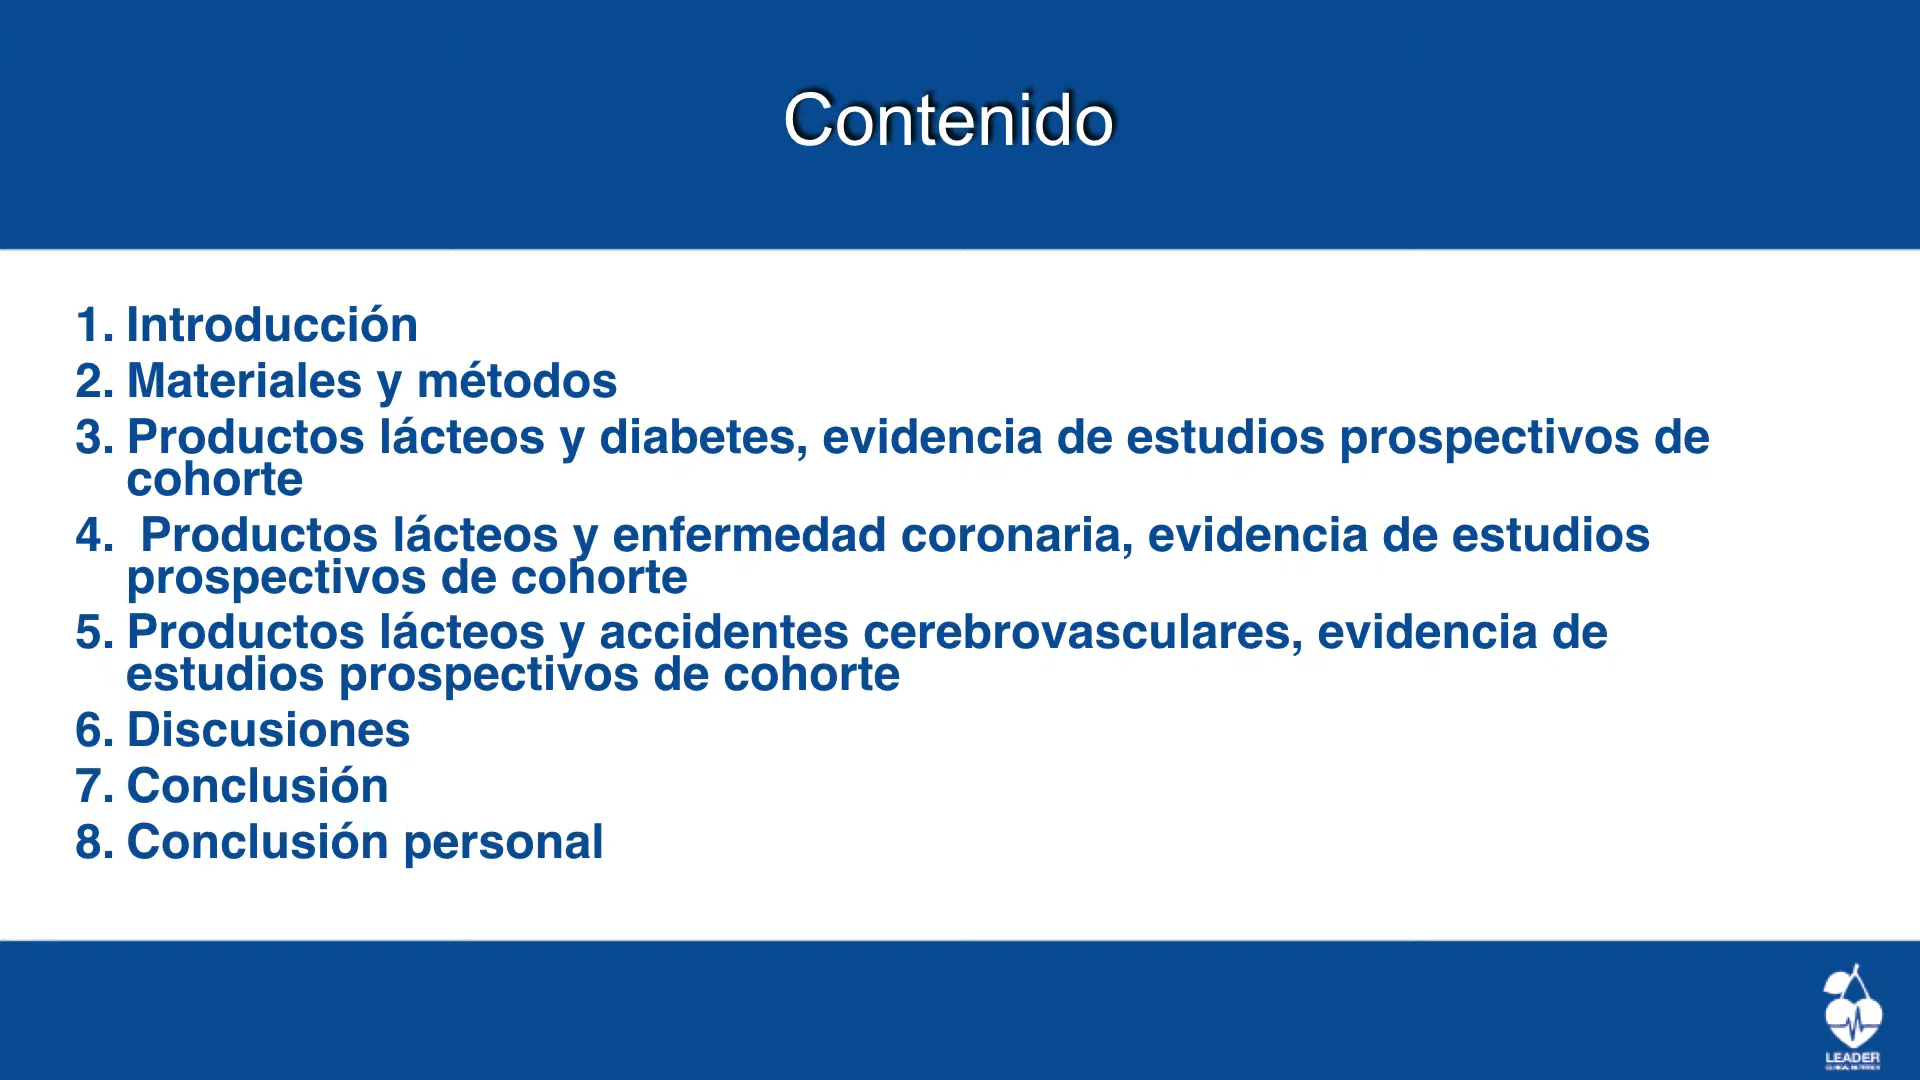 Contenido
1. Introducción
2. Materiales y métodos
3. Productos lácteos y diabetes, evidencia de estudios prospectivos de
cohorte
4. Productos lácteos y enfermedad coronaria, evidencia de estudios
prospectivos de cohorte
5. Productos lácteos y accidentes cerebrovasculares, evidencia de
estudios prospectivos de cohorte
6. Discusiones
7. Conclusión
8. Conclusión personal
LEADER